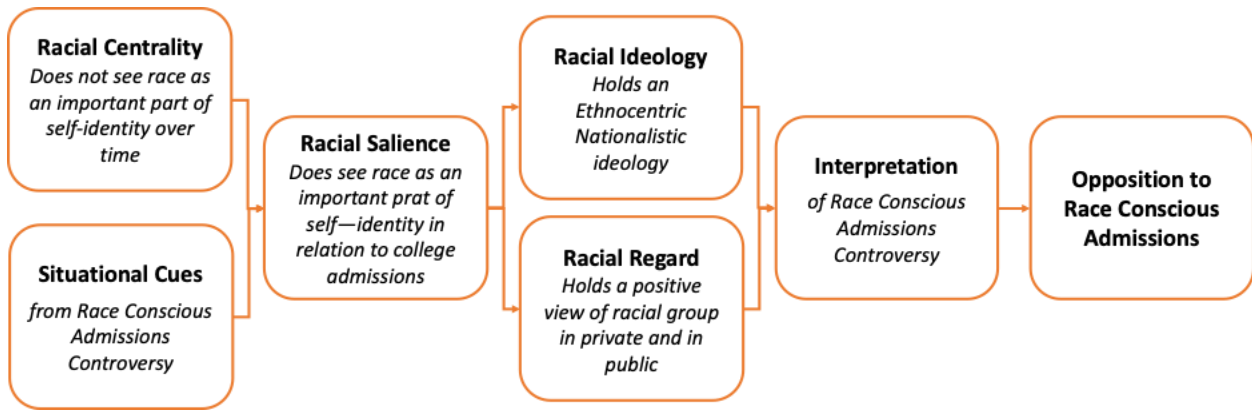 Racial Centrality
Does not see race as
an important part of
self-identity over
time
Situational Cues
from Race Conscious
Admissions
Controversy
Racial Salience
Does see race as an
important prat of
self—identity in
relation to college
admissions
Racial Ideology
Holds an
Ethnocentric
Nationalistic
ideology
Racial Regard
Holds a positive
view of racial group
in private and in
public
Interpretation
of Race Conscious
Admissions
Controversy
Opposition to
Race Conscious
Admissions